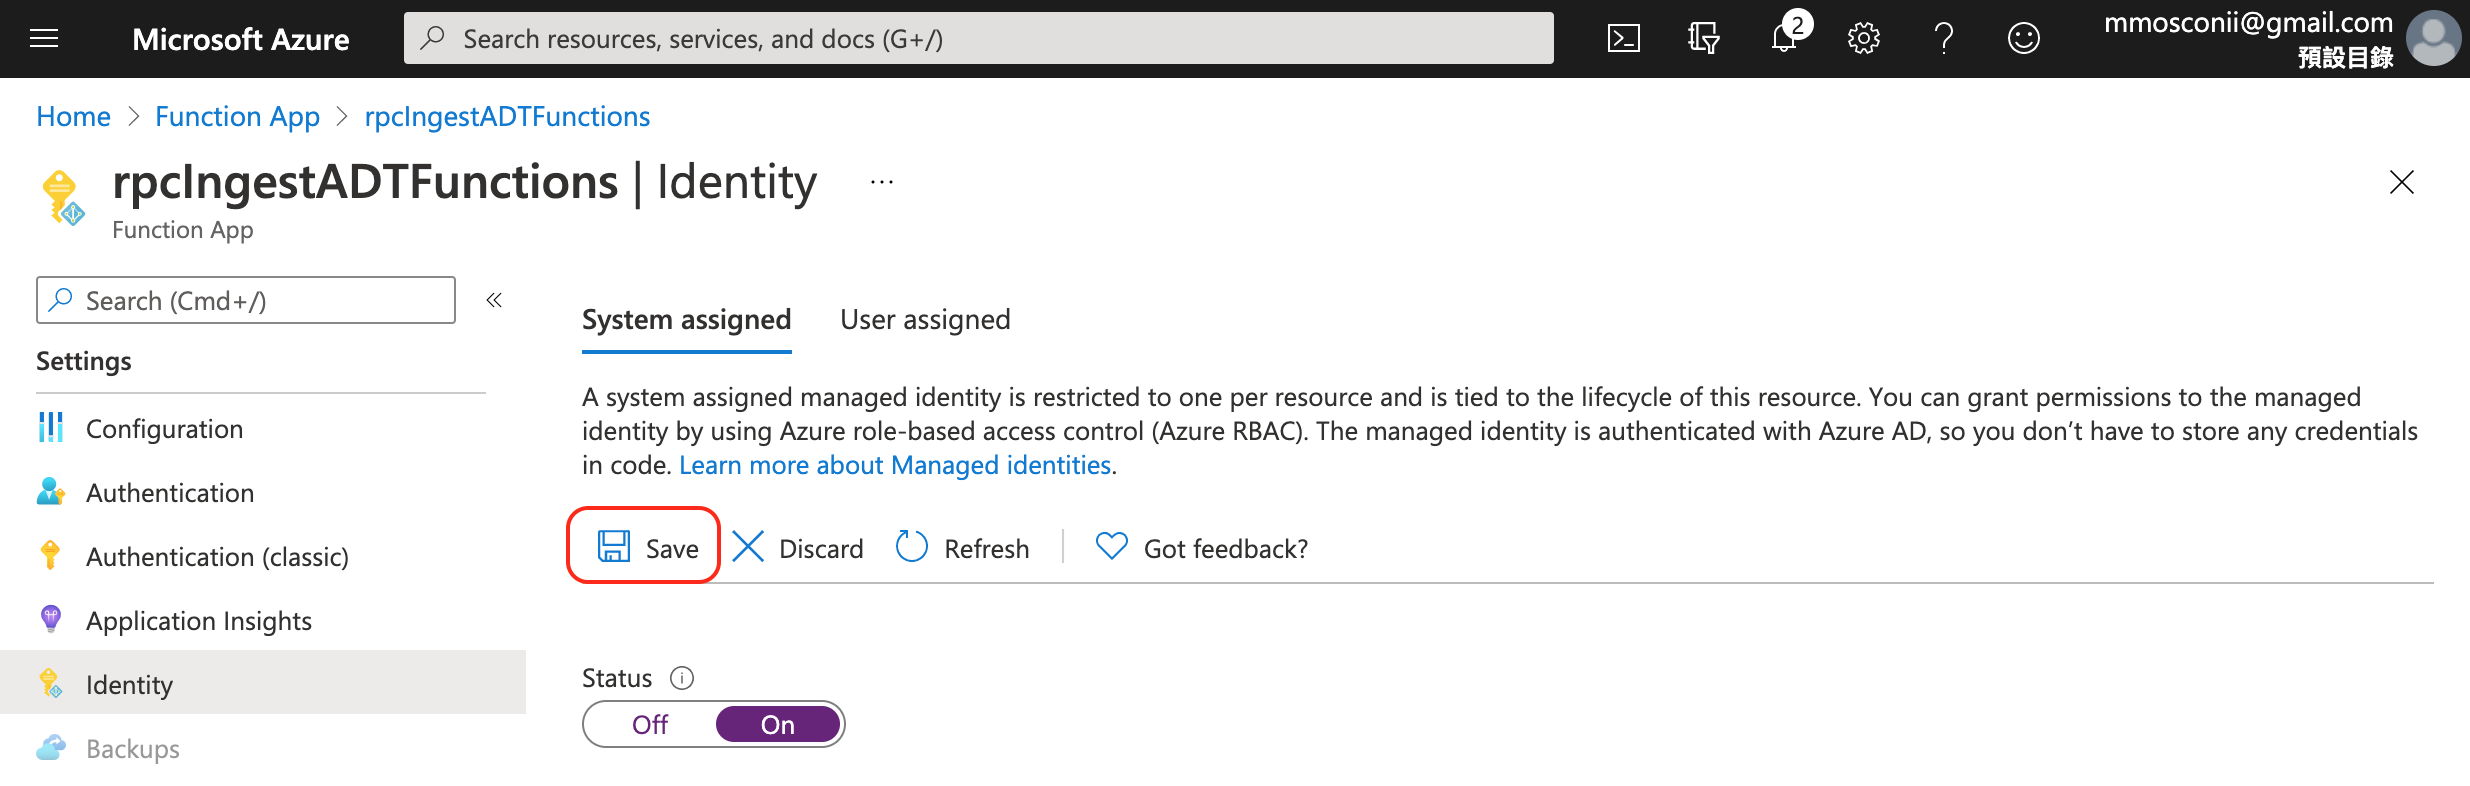 Microsoft Azure
Search resources, services, and docs (G+/)
2
mmosconii@gmail.com
預設目錄
Home > Function App > rpcIngestADTFunctions
rpcIngestADTFunctions | Identity ...
Function App
Search (Cmd+/)
«
Settings
Configuration
Authentication
Authentication (classic)
Application Insights
Identity
Backups
System assigned
User assigned
A system assigned managed identity is restricted to one per resource and is tied to the lifecycle of this resource. You can grant permissions to the managed
identity by using Azure role-based access control (Azure RBAC). The managed identity is authenticated with Azure AD, so you don’t have to store any credentials
in code. Learn more about Managed identities.
Save
Discard
Refresh
Got feedback?
Status
Off
On